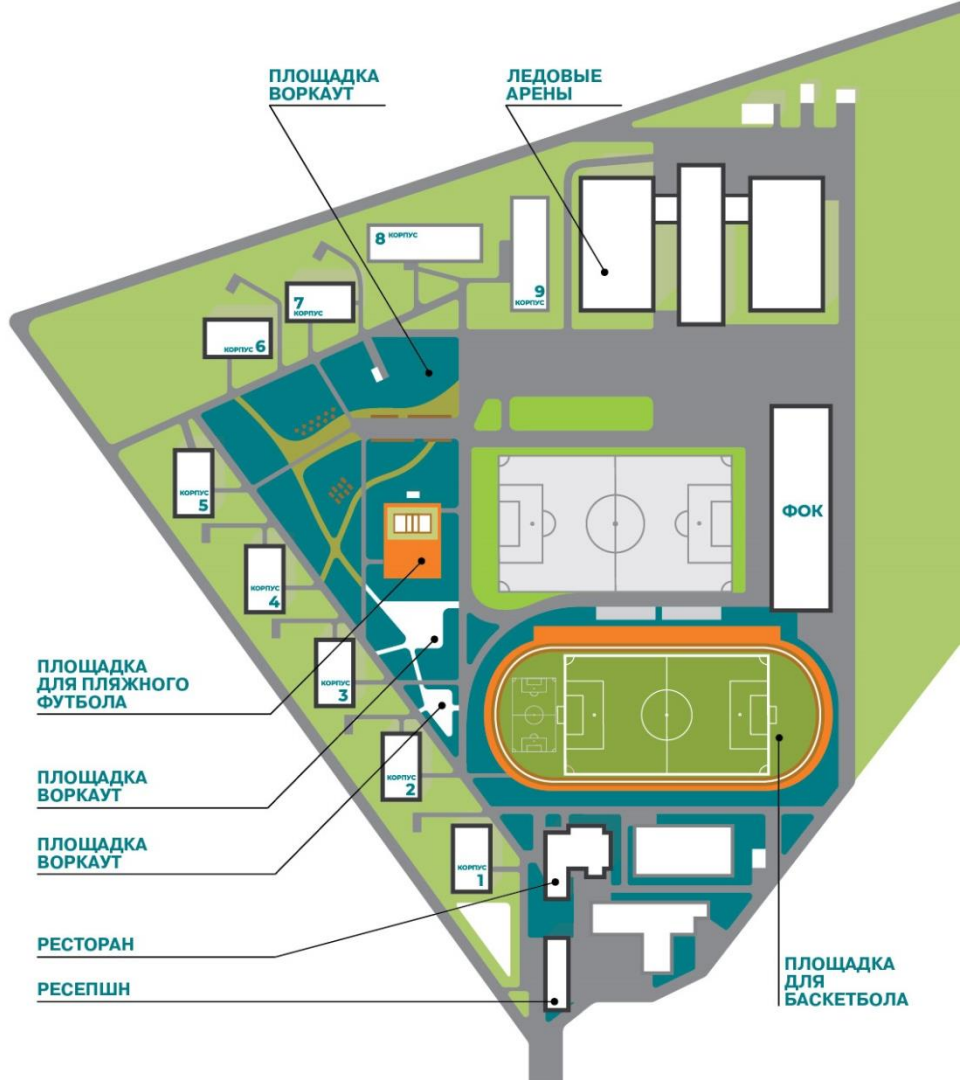 ПЛОЩАДКА
ВОРКАУТ
ЛЕДОВЫЕ
АРЕНЫ
8 КОРПУС
9
КОРПУС
7
КОРПУС
КОРПУС 6
КОРПУС
5
ФОК
КОРПУС
4
КОРПУС
3
ПЛОЩАДКА
ДЛЯ ПЛЯЖНОГО
ФУТБОЛА
КОРПУС
2
ПЛОЩАДКА
ВОРКАУТ
ПЛОЩАДКА
ВОРКАУТ
КОРПУС
1
РЕСТОРАН
РЕСЕПШН
ПЛОЩАДКА
ДЛЯ
БАСКЕТБОЛА